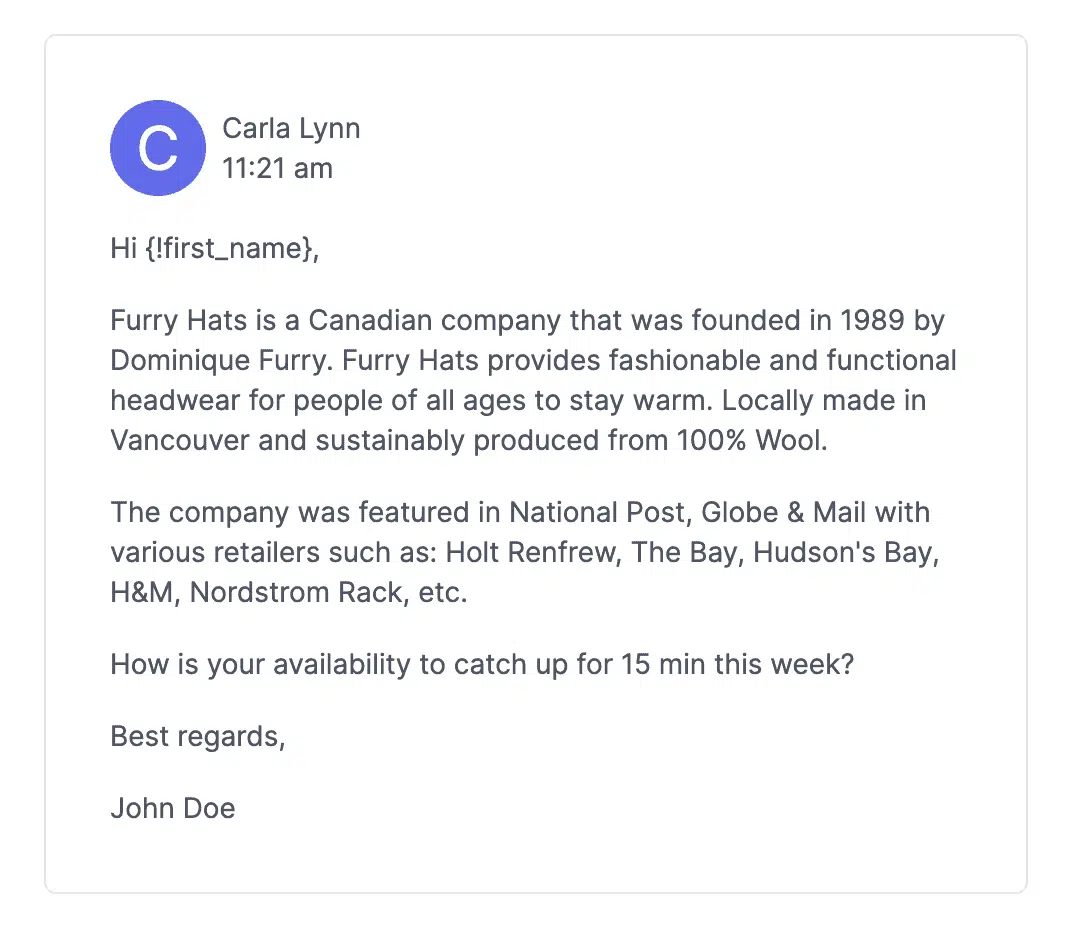 C
Carla Lynn
11:21 am
Hi {!first_name},
Furry Hats is a Canadian company that was founded in 1989 by
Dominique Furry. Furry Hats provides fashionable and functional
headwear for people of all ages to stay warm. Locally made in
Vancouver and sustainably produced from 100% Wool.
The company was featured in National Post, Globe & Mail with
various retailers such as: Holt Renfrew, The Bay, Hudson's Bay,
H&M, Nordstrom Rack, etc.
How is your availability to catch up for 15 min this week?
Best regards,
John Doe